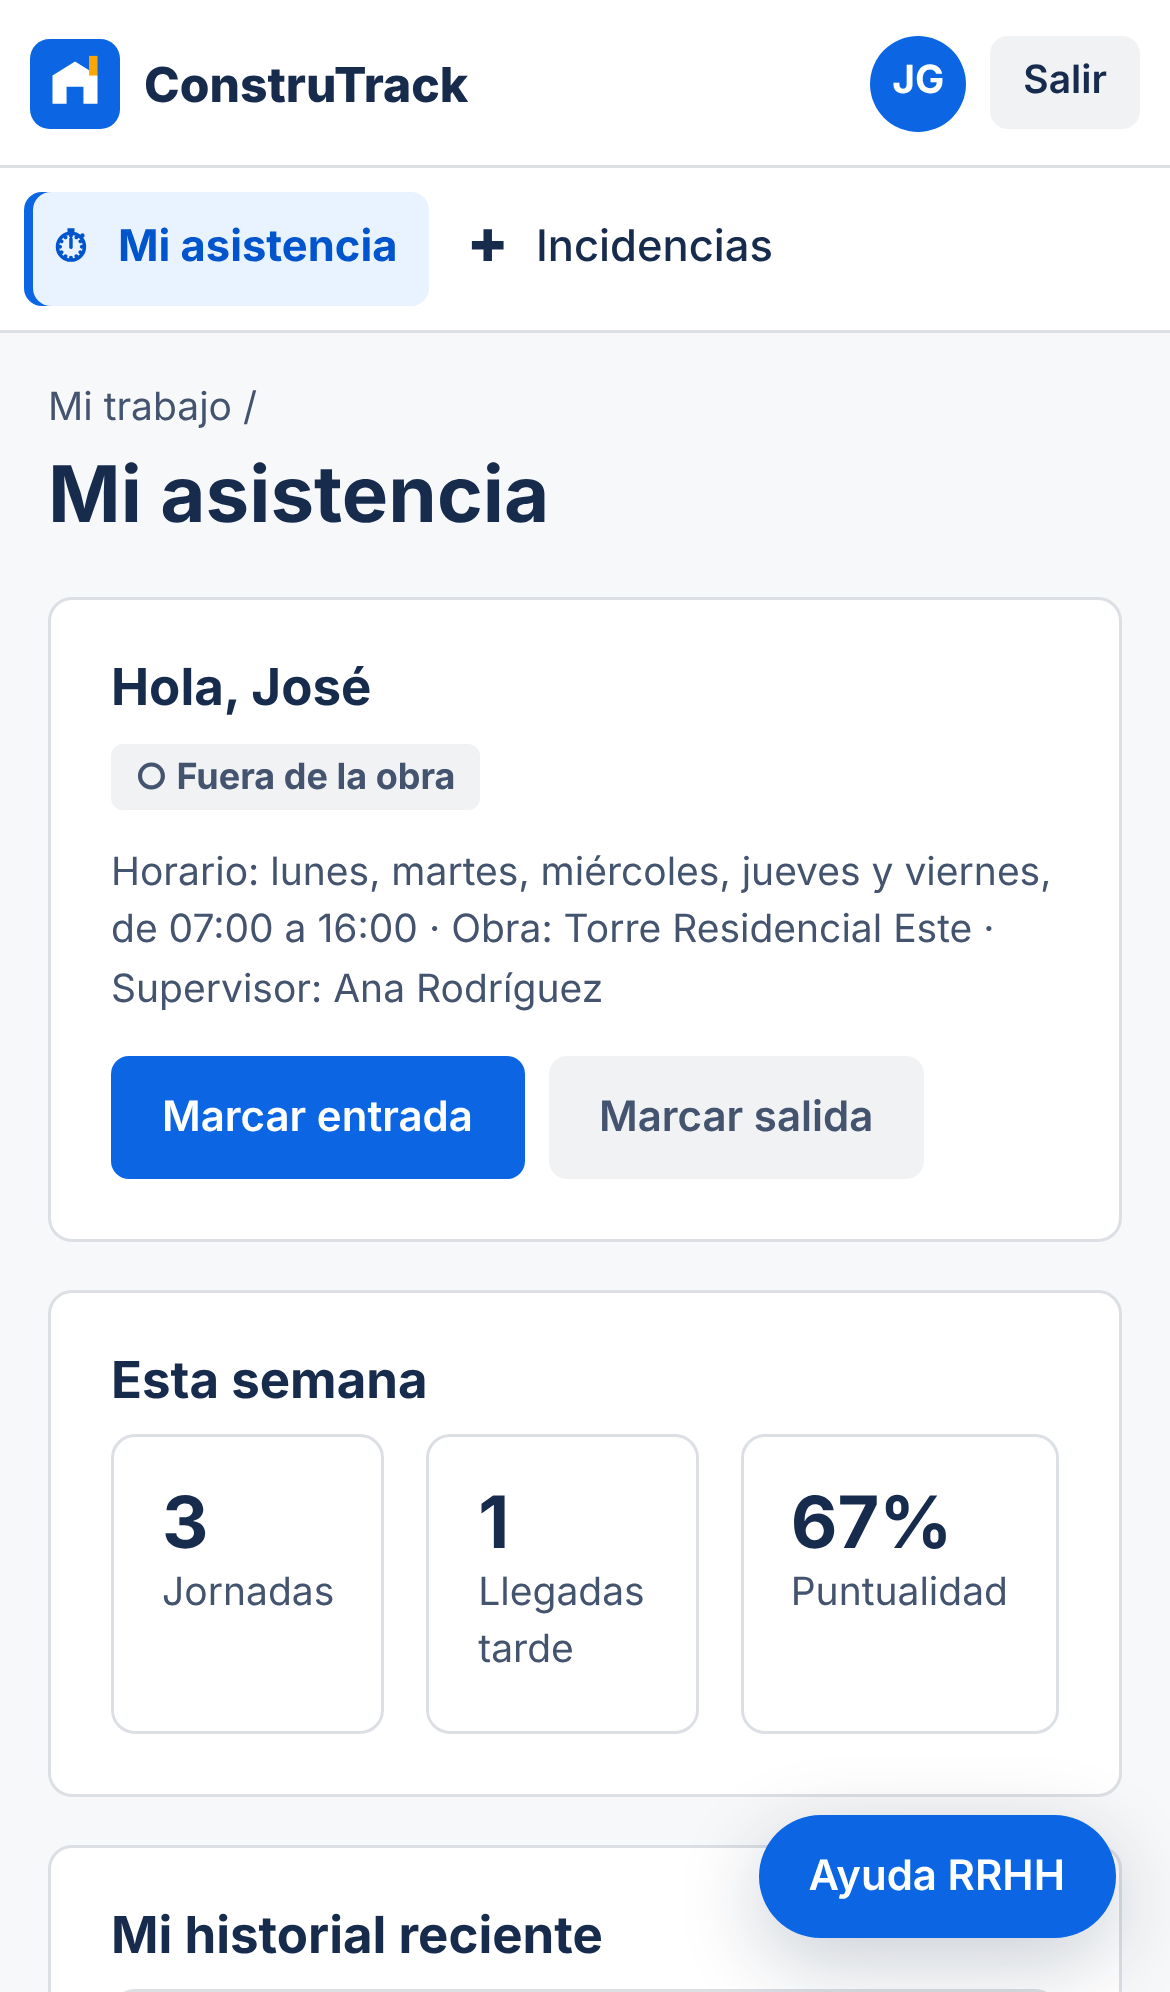 ConstruTrack
JG
Salir
Mi asistencia
Incidencias
Mi trabajo /
Mi asistencia
Hola, José
Fuera de la obra
Horario: lunes, martes, miércoles, jueves y viernes,
de 07:00 a 16:00 · Obra: Torre Residencial Este ·
Supervisor: Ana Rodríguez
Marcar entrada
Marcar salida
Esta semana
3
Jornadas
1
Llegadas
tarde
67%
Puntualidad
Ayuda RRHH
Mi historial reciente